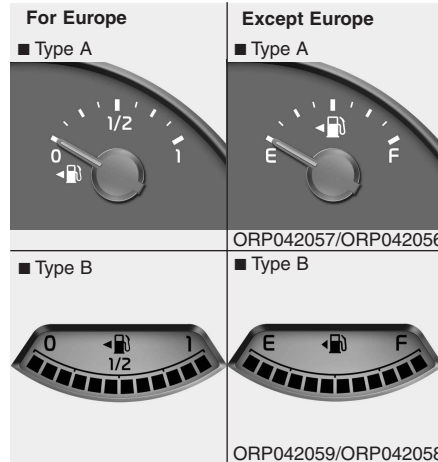 For Europe
■ Type A
1/2
0 1
Except Europe
■ Type A
E F
ORP042057/ORP042056
■ Type B
0 1
1/2
■ Type B
E F
ORP042059/ORP042058